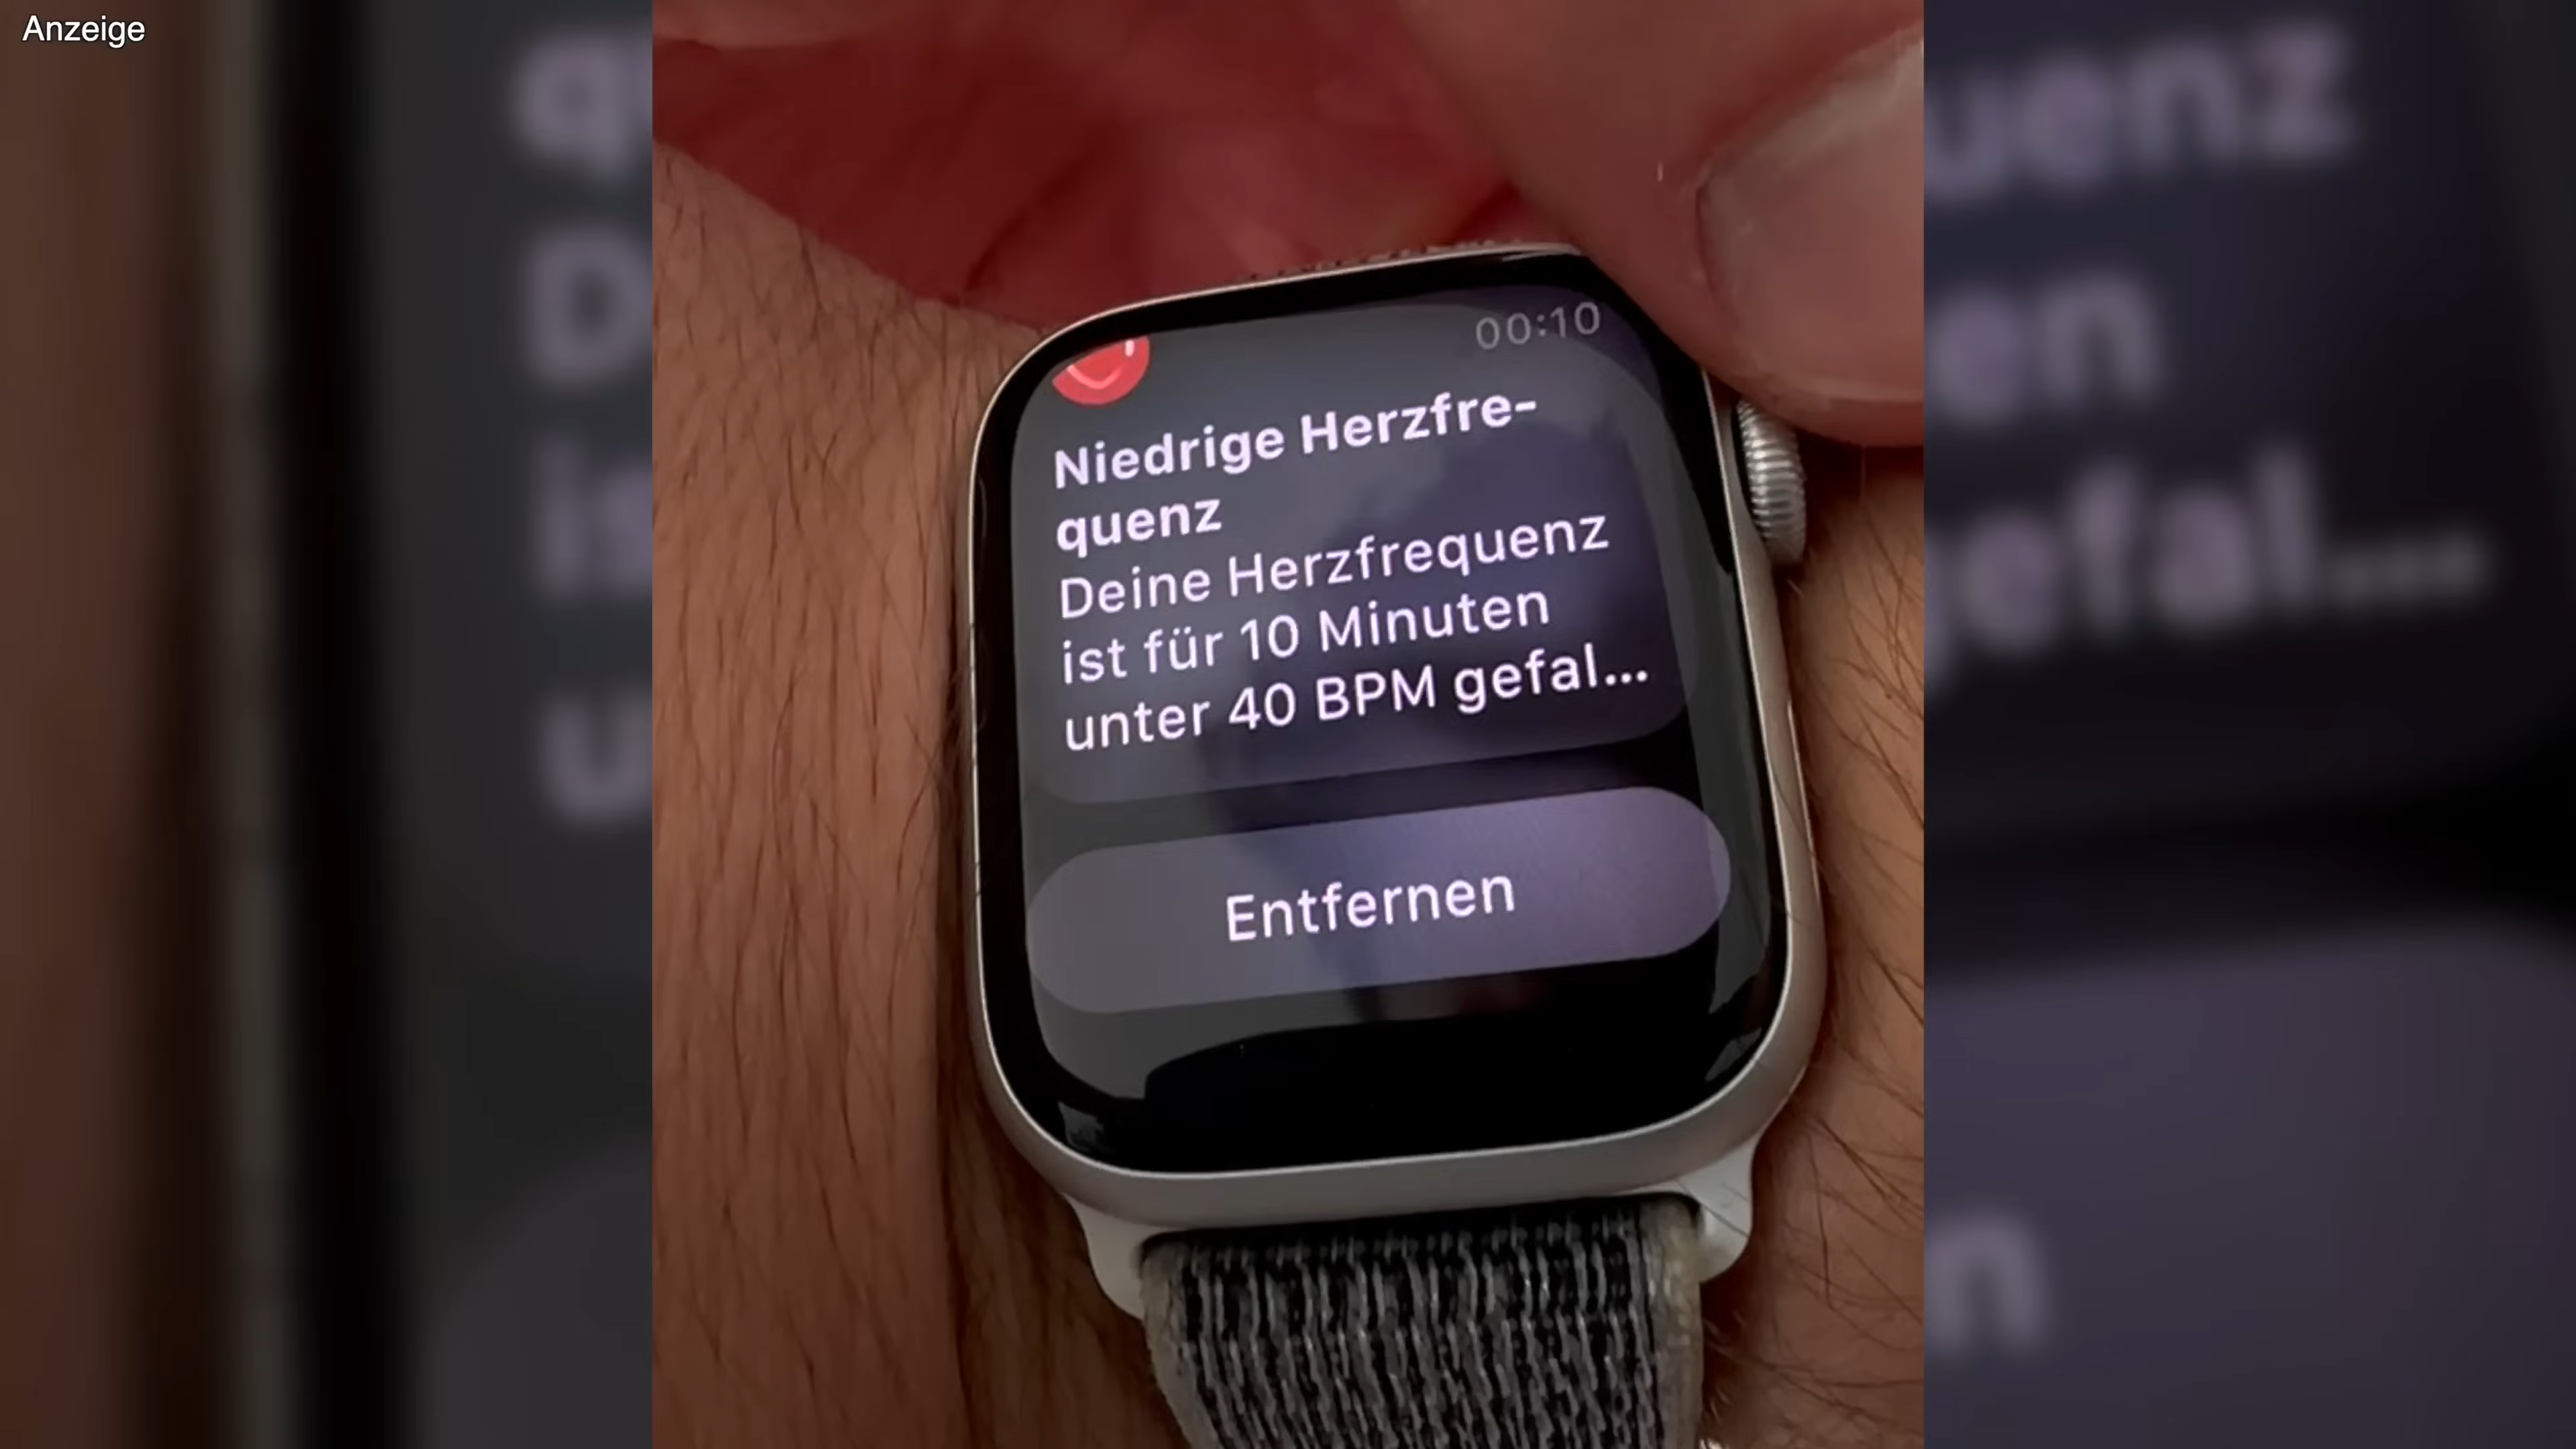 Anzeige
00:10
Niedrige Herzfre-
quenz
Deine Herzfrequenz
ist für 10 Minuten
unter 40 BPM gefal...
Entfernen